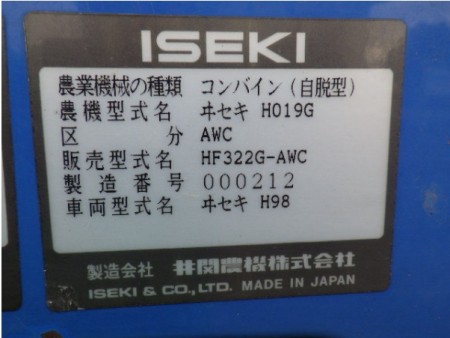 ISEKI
農業機械の種類 コンバイン(自脱型)
農機型式名 ヰセキ H019G
区分 AWC
販売型式名 HF322G-AWC
製造番号 000212
車両型式名 ヰセキ H98
製造会社 井関農機株式会社
ISEKI & CO.,LTD. MADE IN JAPAN